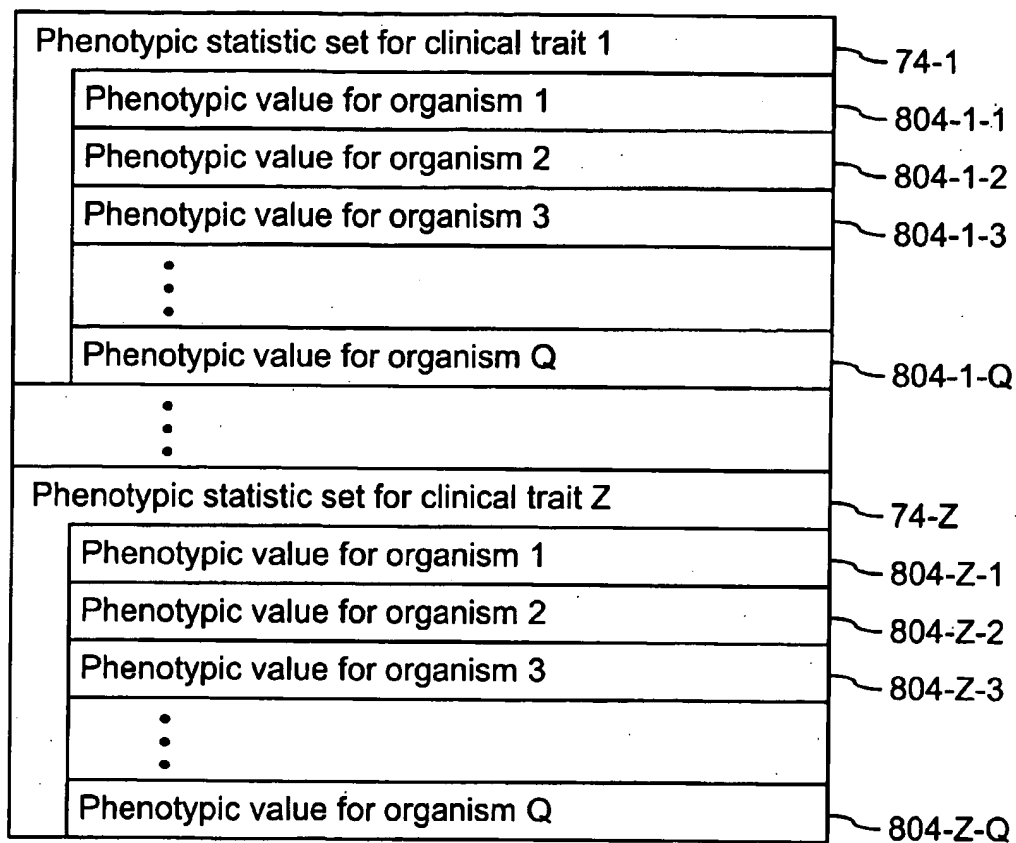 Phenotypic statistic set for clinical trait 1
74-1
Phenotypic value for organism 1
804-1-1
Phenotypic value for organism 2
804-1-2
Phenotypic value for organism 3
804-1-3
Phenotypic value for organism Q
804-1-Q
Phenotypic statistic set for clinical trait Z
74-Z
Phenotypic value for organism 1
804-Z-1
Phenotypic value for organism 2
804-Z-2
Phenotypic value for organism 3
804-Z-3
Phenotypic value for organism Q
804-Z-Q